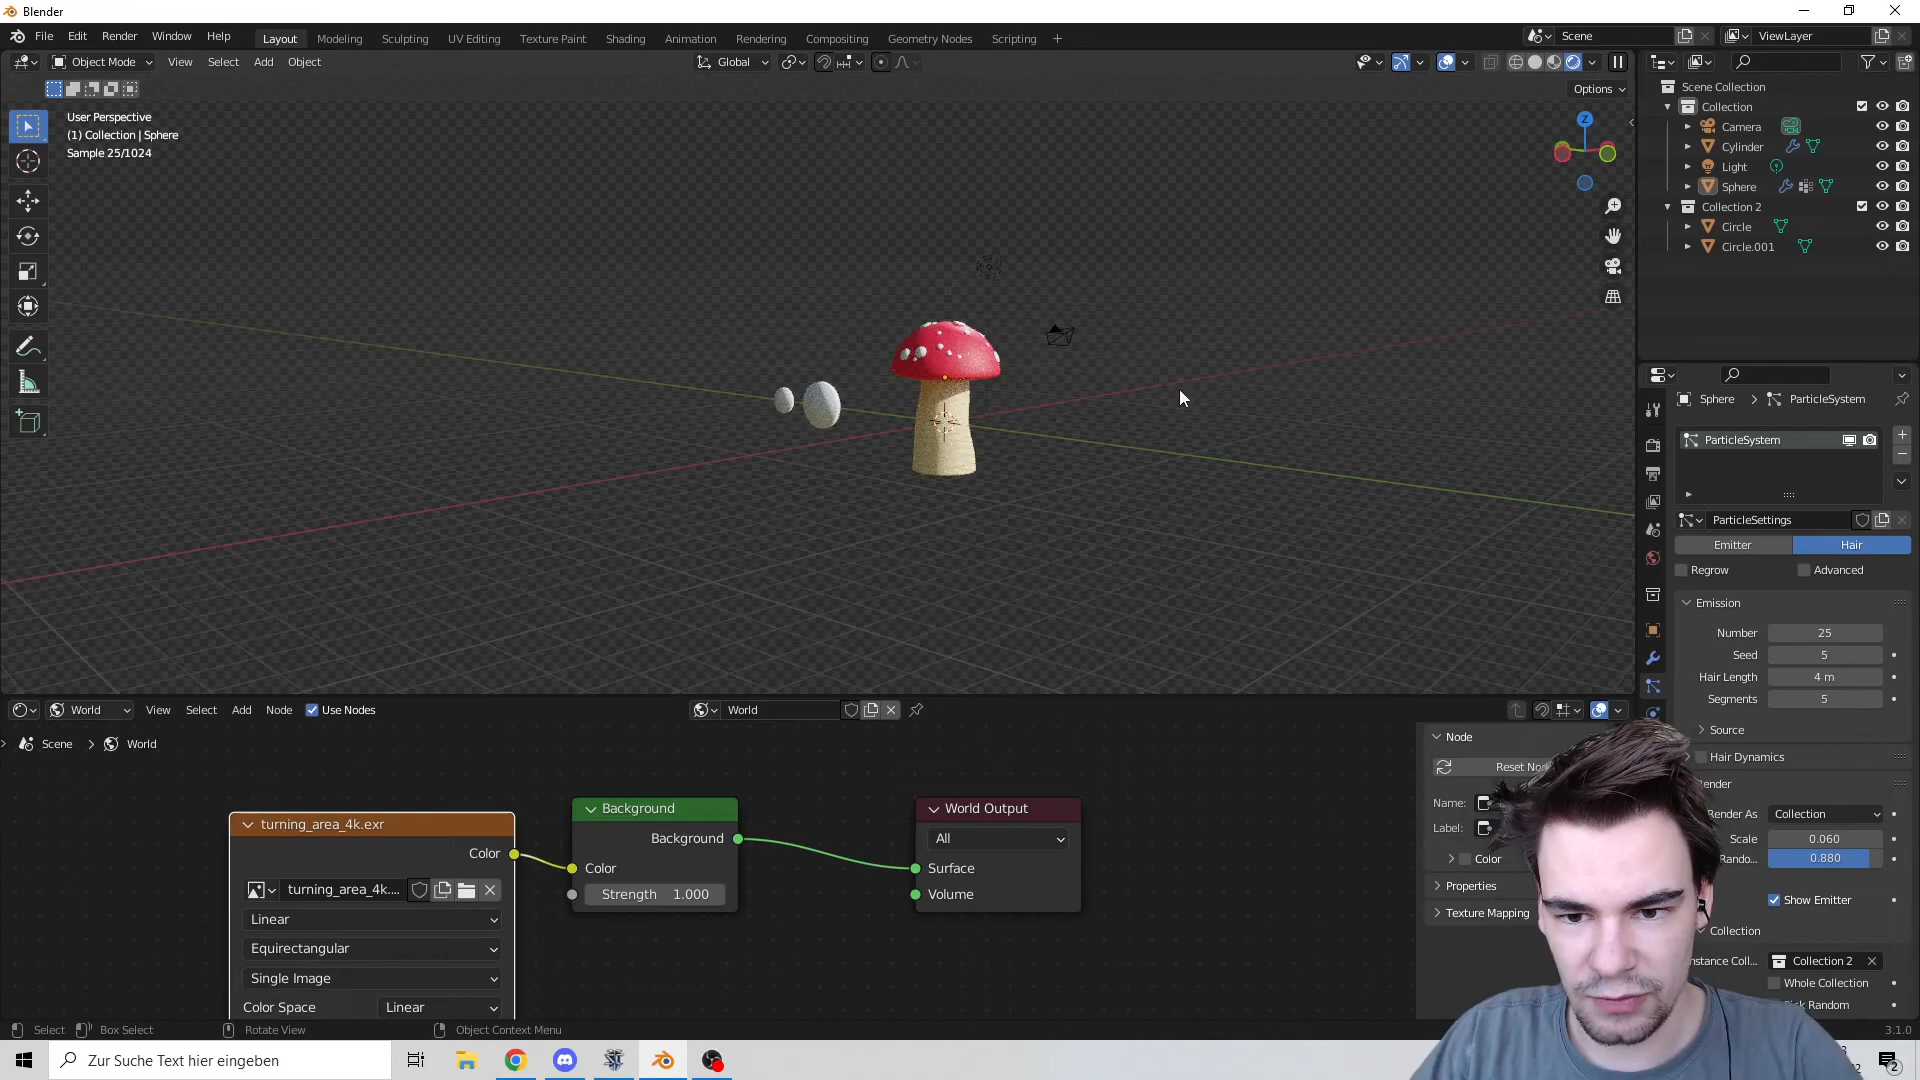 Blender
File Edit Render Window Help
Layout Modeling Sculpting UV Editing Texture Paint Shading Animation Rendering Compositing Geometry Nodes Scripting
Scene ViewLayer
Object Mode View Select Add Object Global
Options
User Perspective
(1) Collection | Sphere
Sample 25/1024
Z
Scene Collection
Collection
Camera
Cylinder
Light
Sphere
Collection 2
Circle
Circle.001
Sphere > ParticleSystem
ParticleSystem
ParticleSettings
Emitter Hair
Regrow Advanced
Emission
Number 25
Seed 5
Hair Length 4 m
Segments 5
Source
Hair Dynamics
Render As Collection
Scale 0.060
0.880
Show Emitter
Collection
Collection 2
Whole Collection
World View Select Add Node Use Nodes World
Scene > World
turning_area_4k.exr
Color
turning_area_4k....
Linear
Equirectangular
Single Image
Color Space Linear
Background
Background
Color
Strength 1.000
World Output
All
Surface
Volume
Node
Name:
Label:
Color
Properties
Texture Mapping
Select Box Select Rotate View Object Context Menu 3.1.0
Zur Suche Text hier eingeben
2